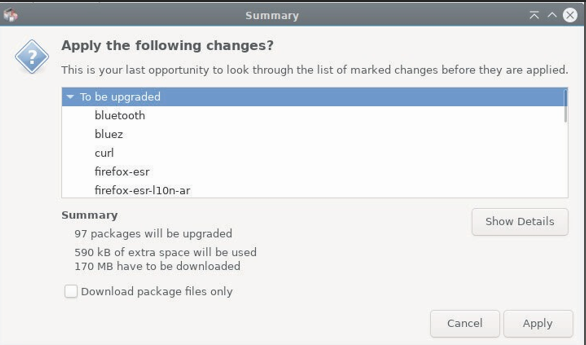 Summary
Apply the following changes?
This is your last opportunity to look through the list of marked changes before they are applied.
To be upgraded
bluetooth
bluez
curl
firefox-esr
firefox-esr-l10n-ar
Summary
97 packages will be upgraded
590 kB of extra space will be used
170 MB have to be downloaded
Show Details
Download package files only
Cancel
Apply